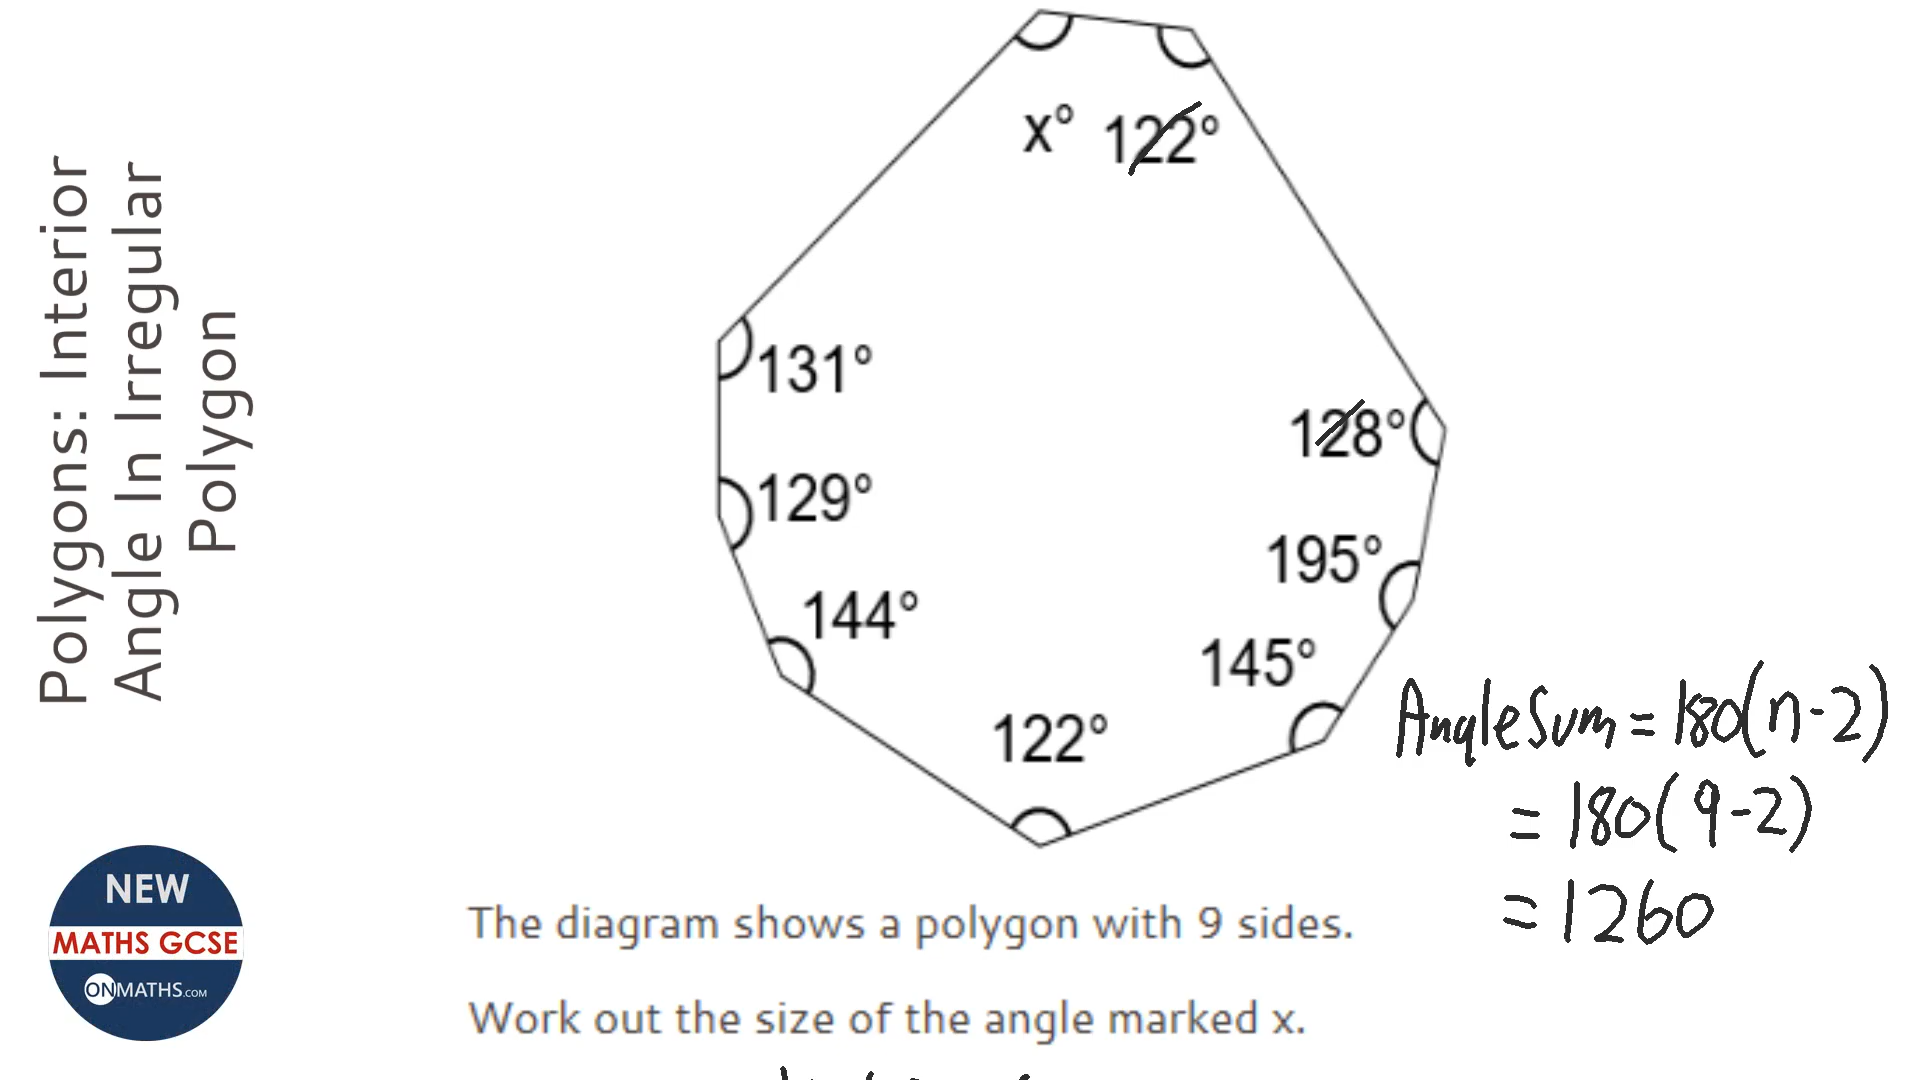 Polygons: Interior
Angle In Irregular
Polygon
x° 122°
131°
128°
129°
195°
144°
145°
122°
Angle Sum = 180(n-2)
= 180(9-2)
= 1260
NEW
MATHS GCSE
ONMATHS.COM
The diagram shows a polygon with 9 sides.
Work out the size of the angle marked x.